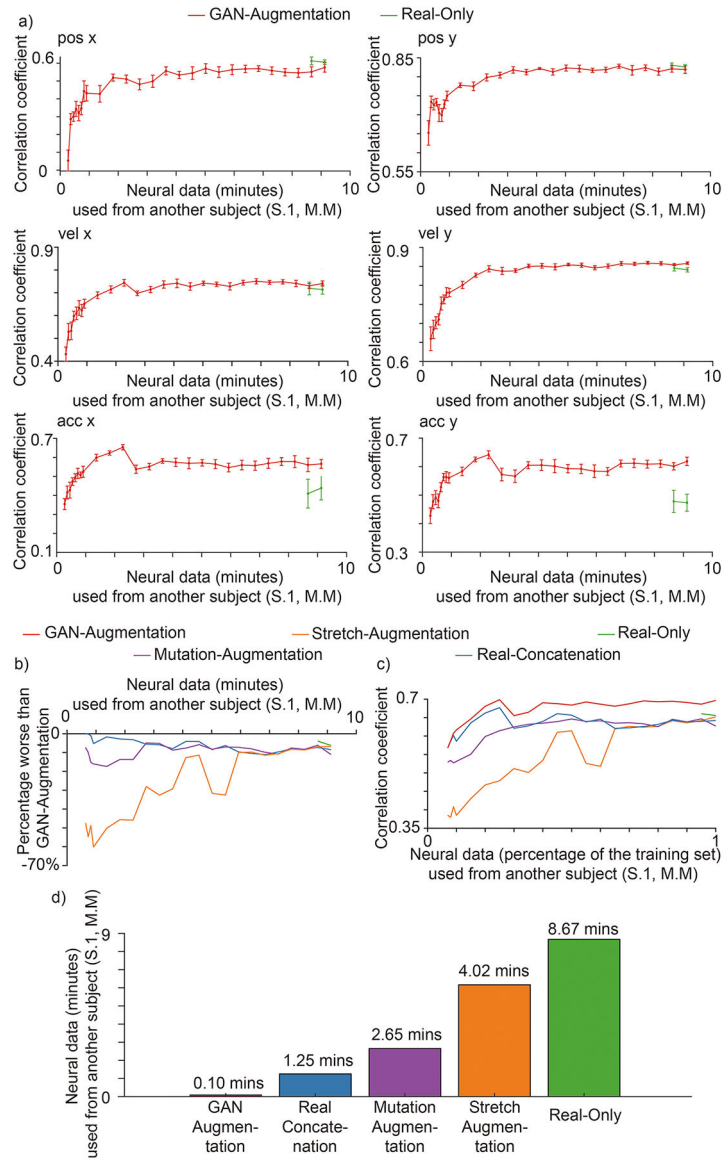 GAN-Augmentation
Real-Only
a)
pos x
0.6
Correlation coefficient
0
0
10
Neural data (minutes)
used from another subject (S.1, M.M)
pos y
0.85
Correlation coefficient
0.55
0
10
Neural data (minutes)
used from another subject (S.1, M.M)
vel x
0.9
Correlation coefficient
0.4
0
10
Neural data (minutes)
used from another subject (S.1, M.M)
vel y
0.9
Correlation coefficient
0.6
0
10
Neural data (minutes)
used from another subject (S.1, M.M)
acc x
0.7
Correlation coefficient
0.1
0
10
Neural data (minutes)
used from another subject (S.1, M.M)
acc y
0.7
Correlation coefficient
0.3
0
10
Neural data (minutes)
used from another subject (S.1, M.M)
GAN-Augmentation
Stretch-Augmentation
Real-Only
Mutation-Augmentation
Real-Concatenation
b)
Neural data (minutes)
used from another subject (S.1, M.M)
0
10
0
Percentage worse than
GAN-Augmentation
-70%
c)
0.7
Correlation coeefficient
0.35
0
1
Neural data (percentage of the training set)
used from another subject (S.1, M.M)
d)
Neural data (minutes)
used from another subject (S.1, M.M)
9
0
0.10 mins
1.25 mins
2.65 mins
4.02 mins
8.67 mins
GAN
Augmen-
tation
Real
Concate-
nation
Mutation
Augmen-
tation
Stretch
Augmen-
tation
Real-Only